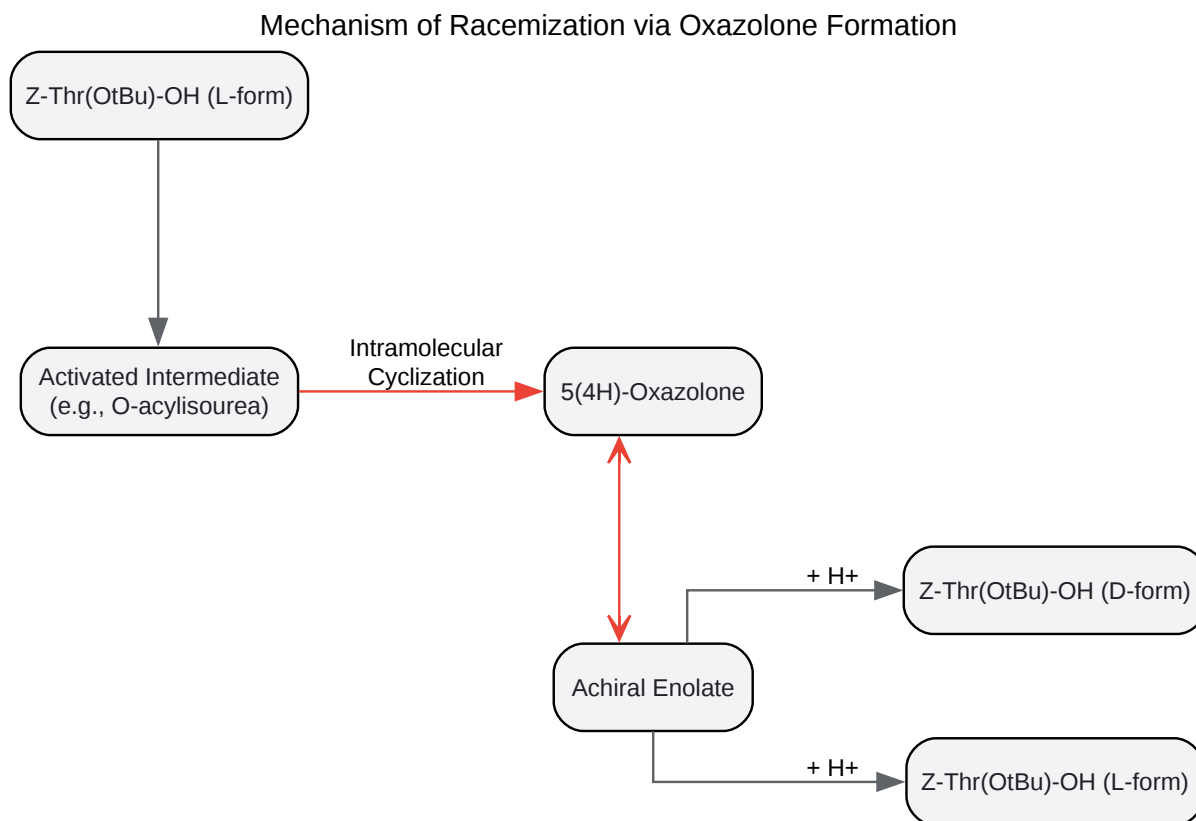 Mechanism of Racemization via Oxazolone Formation
Z-Thr(OtBu)-OH (L-form)
Activated Intermediate
(e.g., O-acylisourea)
Intramolecular
Cyclization
5(4H)-Oxazolone
Achiral Enolate
+ H+
Z-Thr(OtBu)-OH (D-form)
+ H+
Z-Thr(OtBu)-OH (L-form)